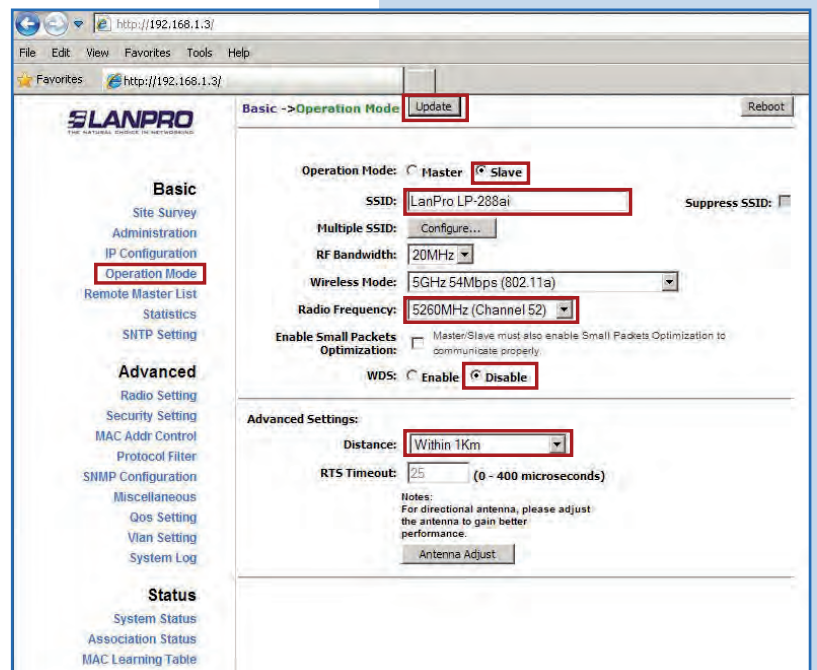 http://192.168.1.3/
File Edit View Favorites Tools Help
Favorites http://192.168.1.3/
LANPRO
THE NATURAL CHOICE IN NETWORKING
Basic
Site Survey
Administration
IP Configuration
Operation Mode
Remote Master List
Statistics
SNTP Setting
Advanced
Radio Setting
Security Setting
MAC Addr Control
Protocol Filter
SNMP Configuration
Miscellaneous
Qos Setting
Vlan Setting
System Log
Status
System Status
Association Status
MAC Learning Table
Basic ->Operation Mode Update Reboot
Operation Mode: Master Slave
SSID: LanPro LP-288ai Suppress SSID:
Multiple SSID: Configure...
RF Bandwidth: 20MHz
Wireless Mode: 5GHz 54Mbps (802.11a)
Radio Frequency: 5260MHz (Channel 52)
Enable Small Packets Optimization: Master/Slave must also enable Small Packets Optimization to
communicate properly
WDS: Enable Disable
Advanced Settings:
Distance: Within 1Km
RTS Timeout: 25 (0 - 400 microseconds)
Notes:
For directional antenna, please adjust
the antenna to gain better
performance.
Antenna Adjust